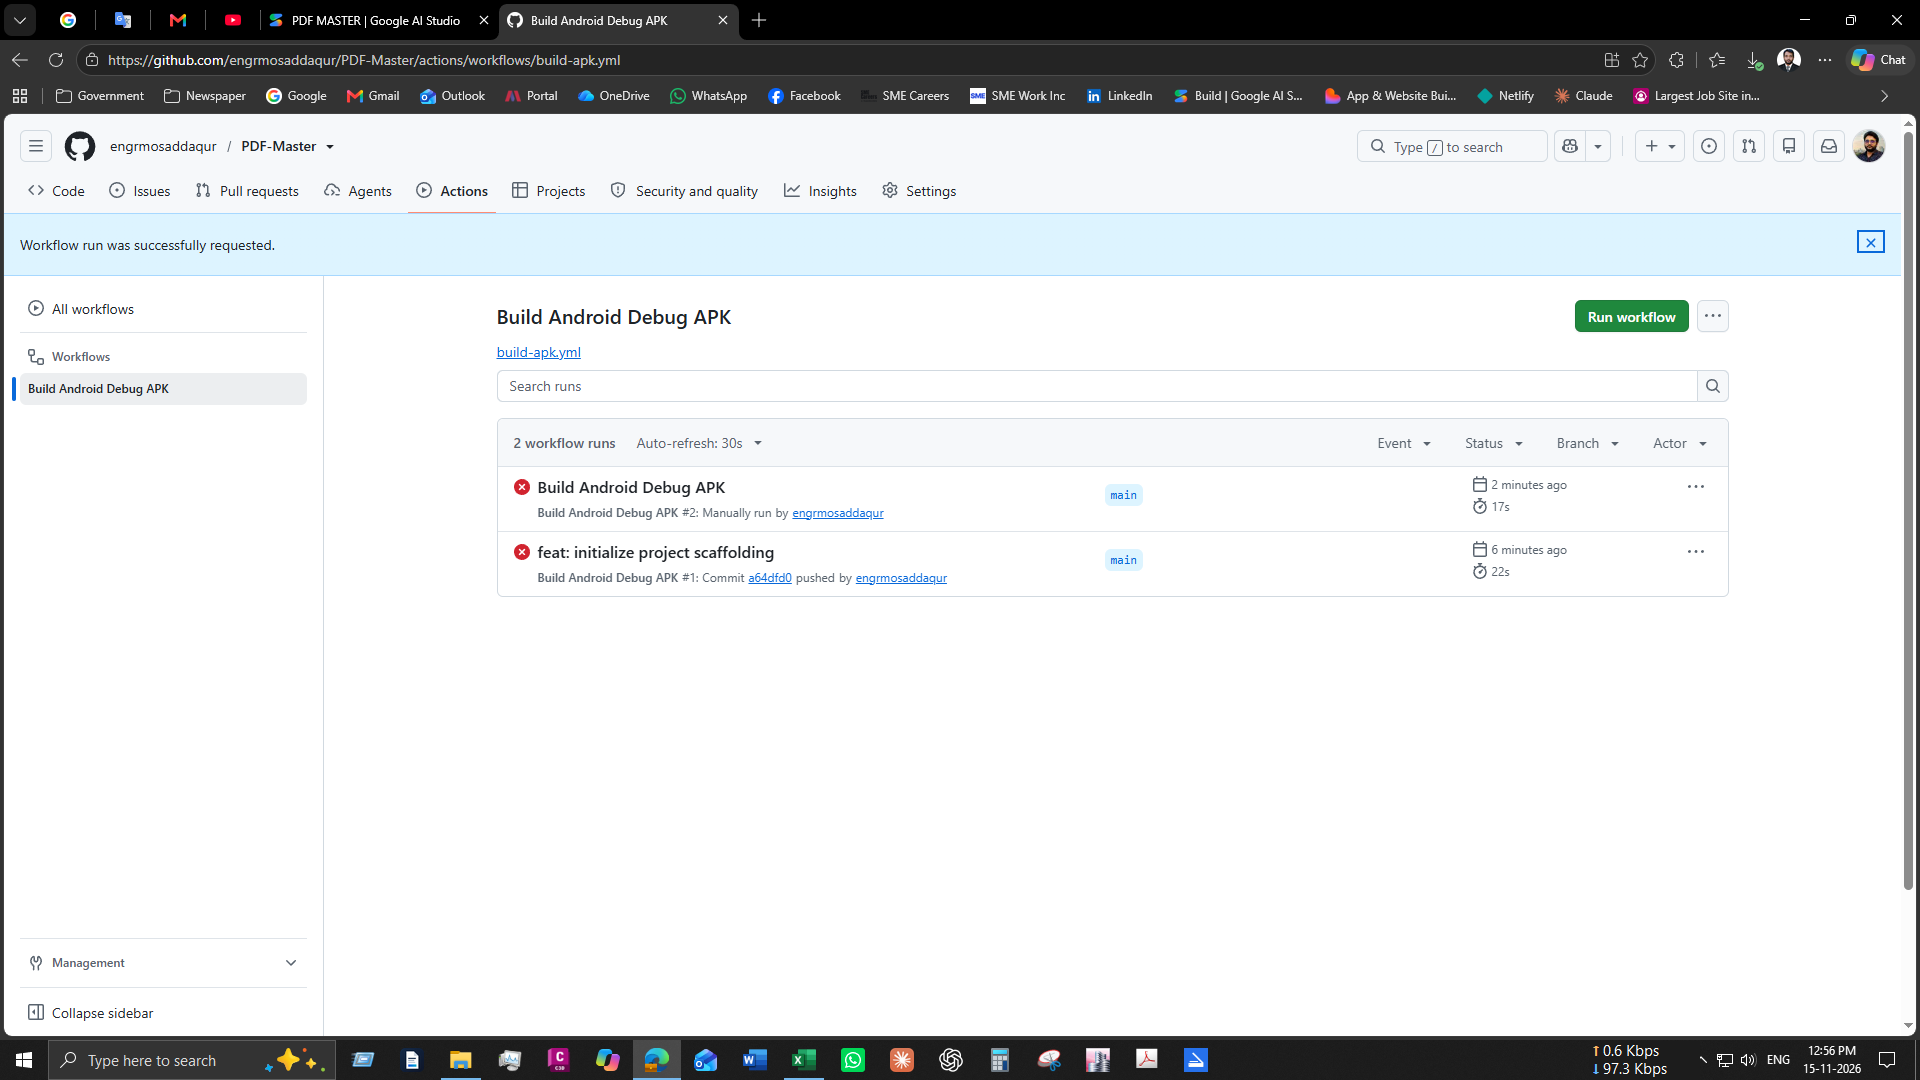 PDF MASTER | Google AI Studio
Build Android Debug APK
https://github.com/engrmosaddaqur/PDF-Master/actions/workflows/build-apk.yml
Chat
Government
Newspaper
Google
Gmail
Outlook
Portal
OneDrive
WhatsApp
Facebook
SME Careers
SME Work Inc
LinkedIn
Build | Google AI S...
App & Website Bui...
Netlify
Claude
Largest Job Site in...
engrmosaddaqur / PDF-Master
Type / to search
Code
Issues
Pull requests
Agents
Actions
Projects
Security and quality
Insights
Settings
Workflow run was successfully requested.
All workflows
Workflows
Build Android Debug APK
Management
Collapse sidebar
Build Android Debug APK
Run workflow
build-apk.yml
Search runs
2 workflow runs
Auto-refresh: 30s
Event
Status
Branch
Actor
Build Android Debug APK
Build Android Debug APK #2: Manually run by engrmosaddaqur
main
2 minutes ago
17s
feat: initialize project scaffolding
Build Android Debug APK #1: Commit a64dfd0 pushed by engrmosaddaqur
main
6 minutes ago
22s
Type here to search
↑ 0.6 Kbps
↓ 97.3 Kbps
ENG
12:56 PM
15-11-2026